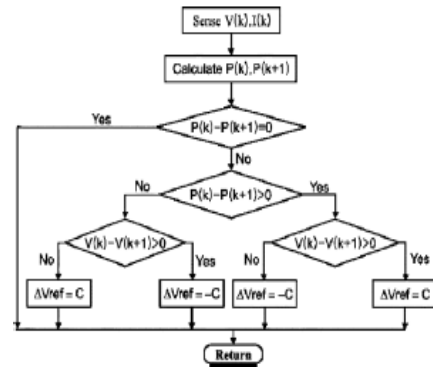 Sense V(k),I(k)
Calculate P(k),P(k+1)
Yes
P(k)-P(k+1)=0
No
No
P(k)-P(k+1)>0
Yes
V(k)-V(k+1)>0
V(k)-V(k+1)>0
No
Yes
No
Yes
ΔVref = C
ΔVref = -C
ΔVref = -C
ΔVref = C
Return